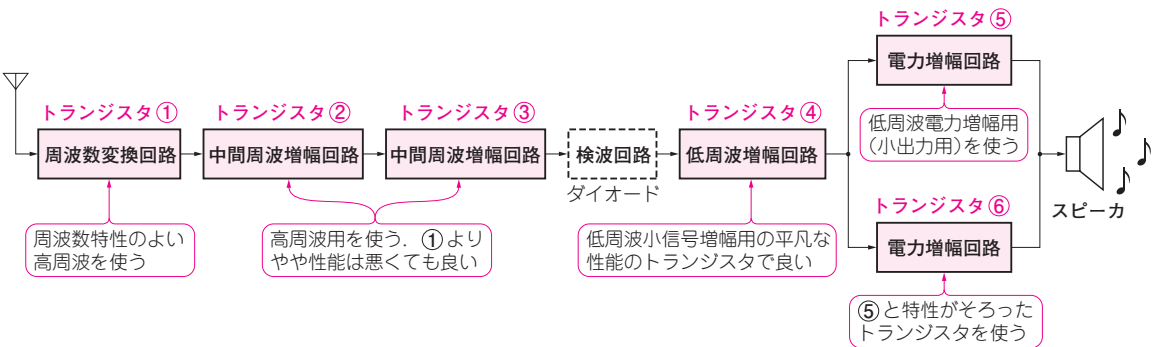 トランジスタ①
周波数変換回路
周波数特性のよい
高周波を使う
トランジスタ②
中間周波増幅回路
トランジスタ③
中間周波増幅回路
高周波用を使う．①より
やや性能は悪くても良い
検波回路
ダイオード
トランジスタ④
低周波増幅回路
低周波小信号増幅用の平凡な
性能のトランジスタで良い
トランジスタ⑤
電力増幅回路
低周波電力増幅用
（小出力用）を使う
トランジスタ⑥
電力増幅回路
⑤と特性がそろった
トランジスタを使う
スピーカ